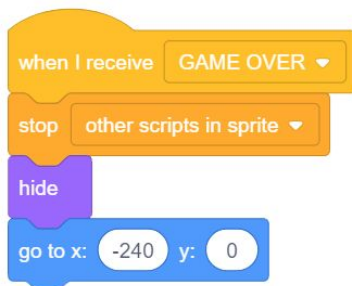 when I receive GAME OVER
stop other scripts in sprite
hide
go to x: -240 y: 0